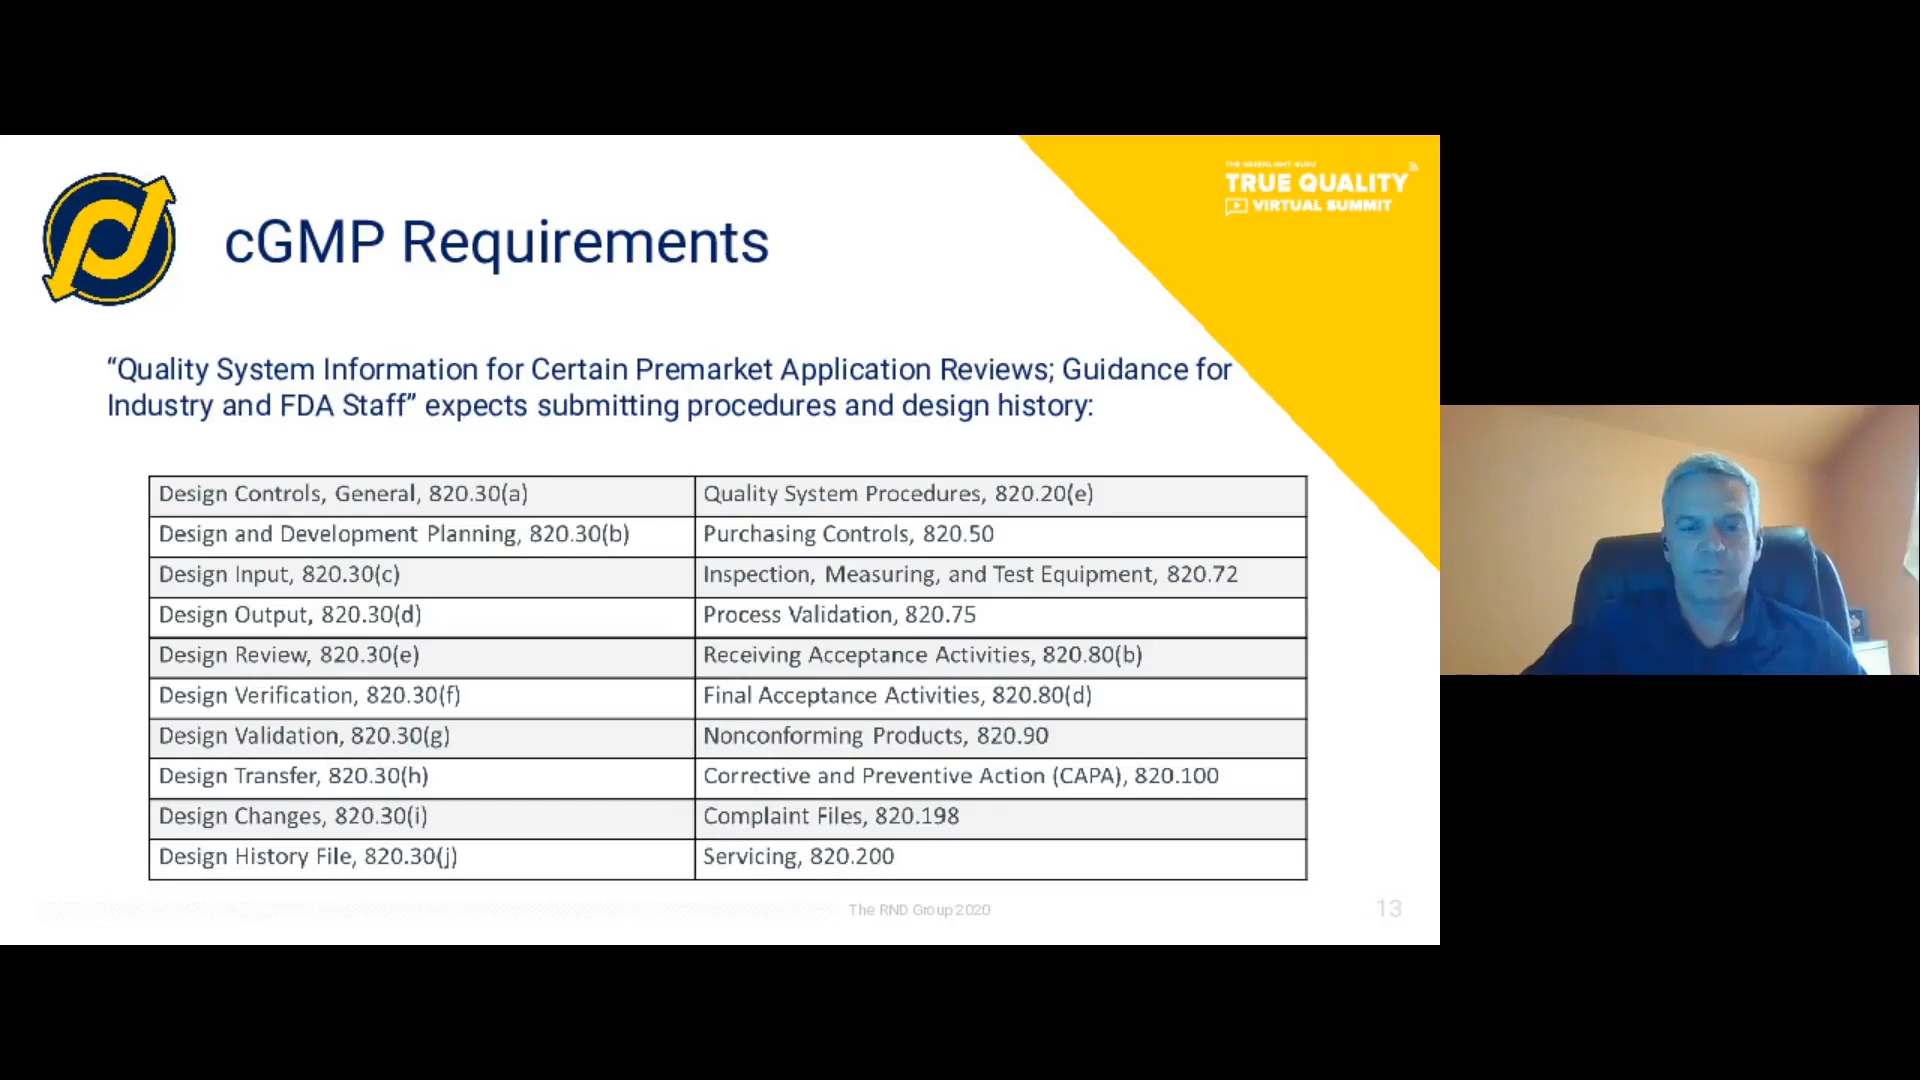 THE GREENLIGHT GURU
TRUE QUALITY
VIRTUAL SUMMIT
cGMP Requirements
“Quality System Information for Certain Premarket Application Reviews; Guidance for
Industry and FDA Staff” expects submitting procedures and design history:
Design Controls, General, 820.30(a)
Quality System Procedures, 820.20(e)
Design and Development Planning, 820.30(b)
Purchasing Controls, 820.50
Design Input, 820.30(c)
Inspection, Measuring, and Test Equipment, 820.72
Design Output, 820.30(d)
Process Validation, 820.75
Design Review, 820.30(e)
Receiving Acceptance Activities, 820.80(b)
Design Verification, 820.30(f)
Final Acceptance Activities, 820.80(d)
Design Validation, 820.30(g)
Nonconforming Products, 820.90
Design Transfer, 820.30(h)
Corrective and Preventive Action (CAPA), 820.100
Design Changes, 820.30(i)
Complaint Files, 820.198
Design History File, 820.30(j)
Servicing, 820.200
The RND Group 2020
13